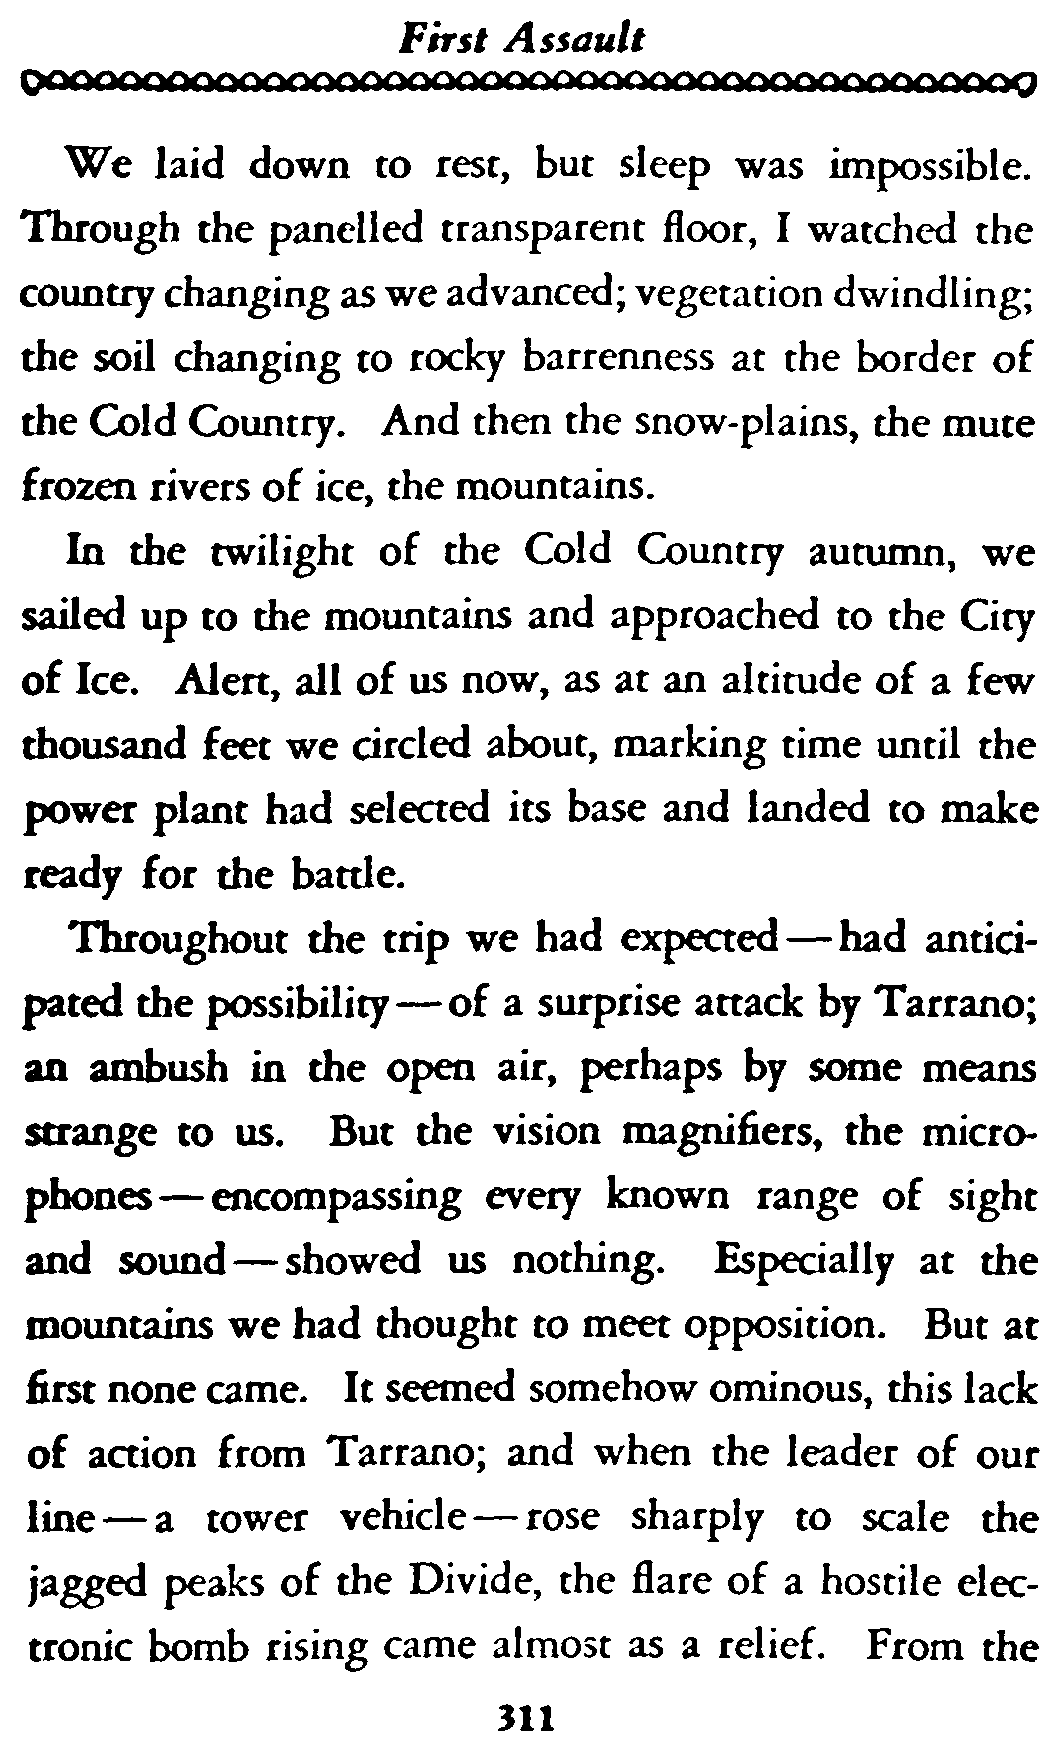 First Assault
We laid down to rest, but sleep was impossible.
Through the panelled transparent floor, I watched the
country changing as we advanced; vegetation dwindling;
the soil changing to rocky barrenness at the border of
the Cold Country. And then the snow-plains, the mute
frozen rivers of ice, the mountains.
In the twilight of the Cold Country autumn, we
sailed up to the mountains and approached to the City
of Ice. Alert, all of us now, as at an altitude of a few
thousand feet we circled about, marking time until the
power plant had selected its base and landed to make
ready for the battle.
Throughout the trip we had expected—had antici-
pated the possibility—of a surprise attack by Tarrano;
an ambush in the open air, perhaps by some means
strange to us. But the vision magnifiers, the micro-
phones—encompassing every known range of sight
and sound—showed us nothing. Especially at the
mountains we had thought to meet opposition. But at
first none came. It seemed somehow ominous, this lack
of action from Tarrano; and when the leader of our
line—a tower vehicle—rose sharply to scale the
jagged peaks of the Divide, the flare of a hostile elec-
tronic bomb rising came almost as a relief. From the
311